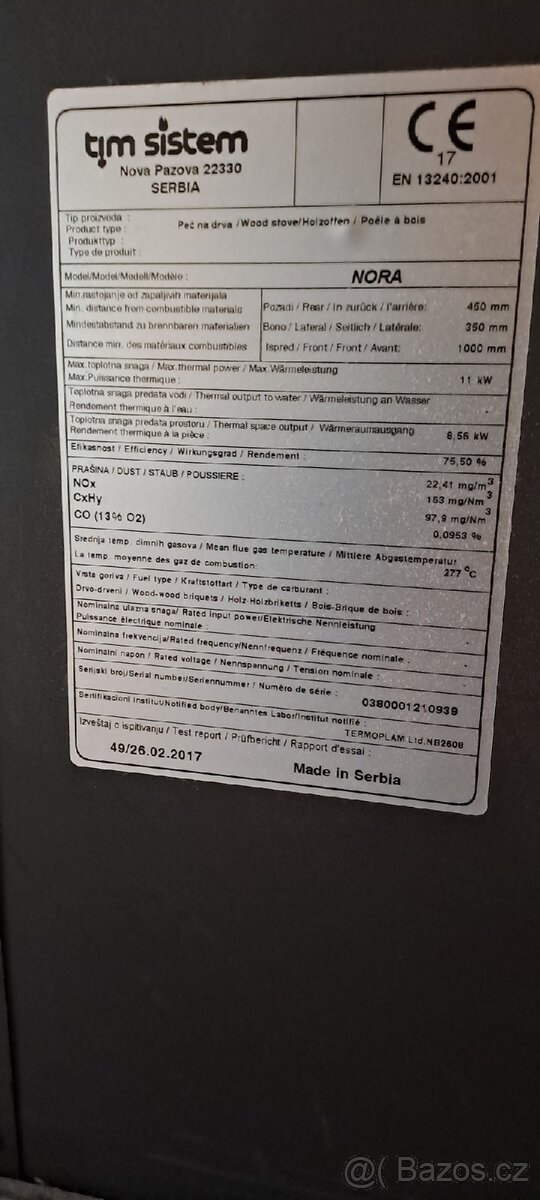 tim sistem
Nova Pazova 22330
SERBIA
CE
17
EN 13240:2001
Tip proizvoda :
Product type :
Produkttyp :
Type de produit :
Peć na drva / Wood stove/Holzoffen / Poêle à bois
Model/Model/Modell/Modèle :
NORA
Min.rastojanje od zapaljivih materijala
Min. distance from combustible materials
Mindestabstand zu brennbaren materialien
Distance min. des matériaux combustibles
Pozadi / Rear / In zurück / l'arrière: 450 mm
Bono / Lateral / Seitlich / Latérale: 350 mm
Ispred / Front / Front / Avant: 1000 mm
Max.toplotna snaga / Max.thermal power / Max.Wärmeleistung
Max.Puissance thermique : 11 kW
Toplotna snaga predata vodi / Thermal output to water / Wärmeleistung an Wasser
Rendement thermique à l'eau : -
Toplotna snaga predata prostoru / Thermal space output / Wärmeraumausgang
Rendement thermique à la pièce : 8,56 kW
Efikasnost / Efficiency / Wirkungsgrad / Rendement : 75,50 %
PRAŠINA / DUST / STAUB / POUSSIERE : 22,41 mg/m³
NOx 163 mg/Nm³
CxHy 97,9 mg/Nm³
CO (13% O2) 0,0953 %
Srednja temp. dimnih gasova / Mean flue gas temperature / Mittlere Abgastemperatur
La temp. moyenne des gaz de combustion: 277 °C
Vrsta goriva / Fuel type / Kraftstoffart / Type de carburant :
Drvo-drveni / Wood-wood briquets / Holz-Holzbriketts / Bois-Brique de bois :
Nominalna ulazna snaga/ Rated input power/Elektrische Nennleistung
Puissance électrique nominale : -
Nominalna frekvencija/Rated frequency/Nennfrequenz / Fréquence nominale : -
Nominalni napon / Rated voltage / Nennspannung / Tension nominale : -
Serijski broj/Serial number/Seriennummer / Numéro de série : 0380001210939
Sertifikacioni institut/Notified body/Benanntes Labor/Institut notifié :
TERMOPLAM Ltd.NB2608
Izveštaj o ispitivanju / Test report / Prüfbericht / Rapport d'essai :
49/26.02.2017
Made in Serbia
@ Bazos.cz